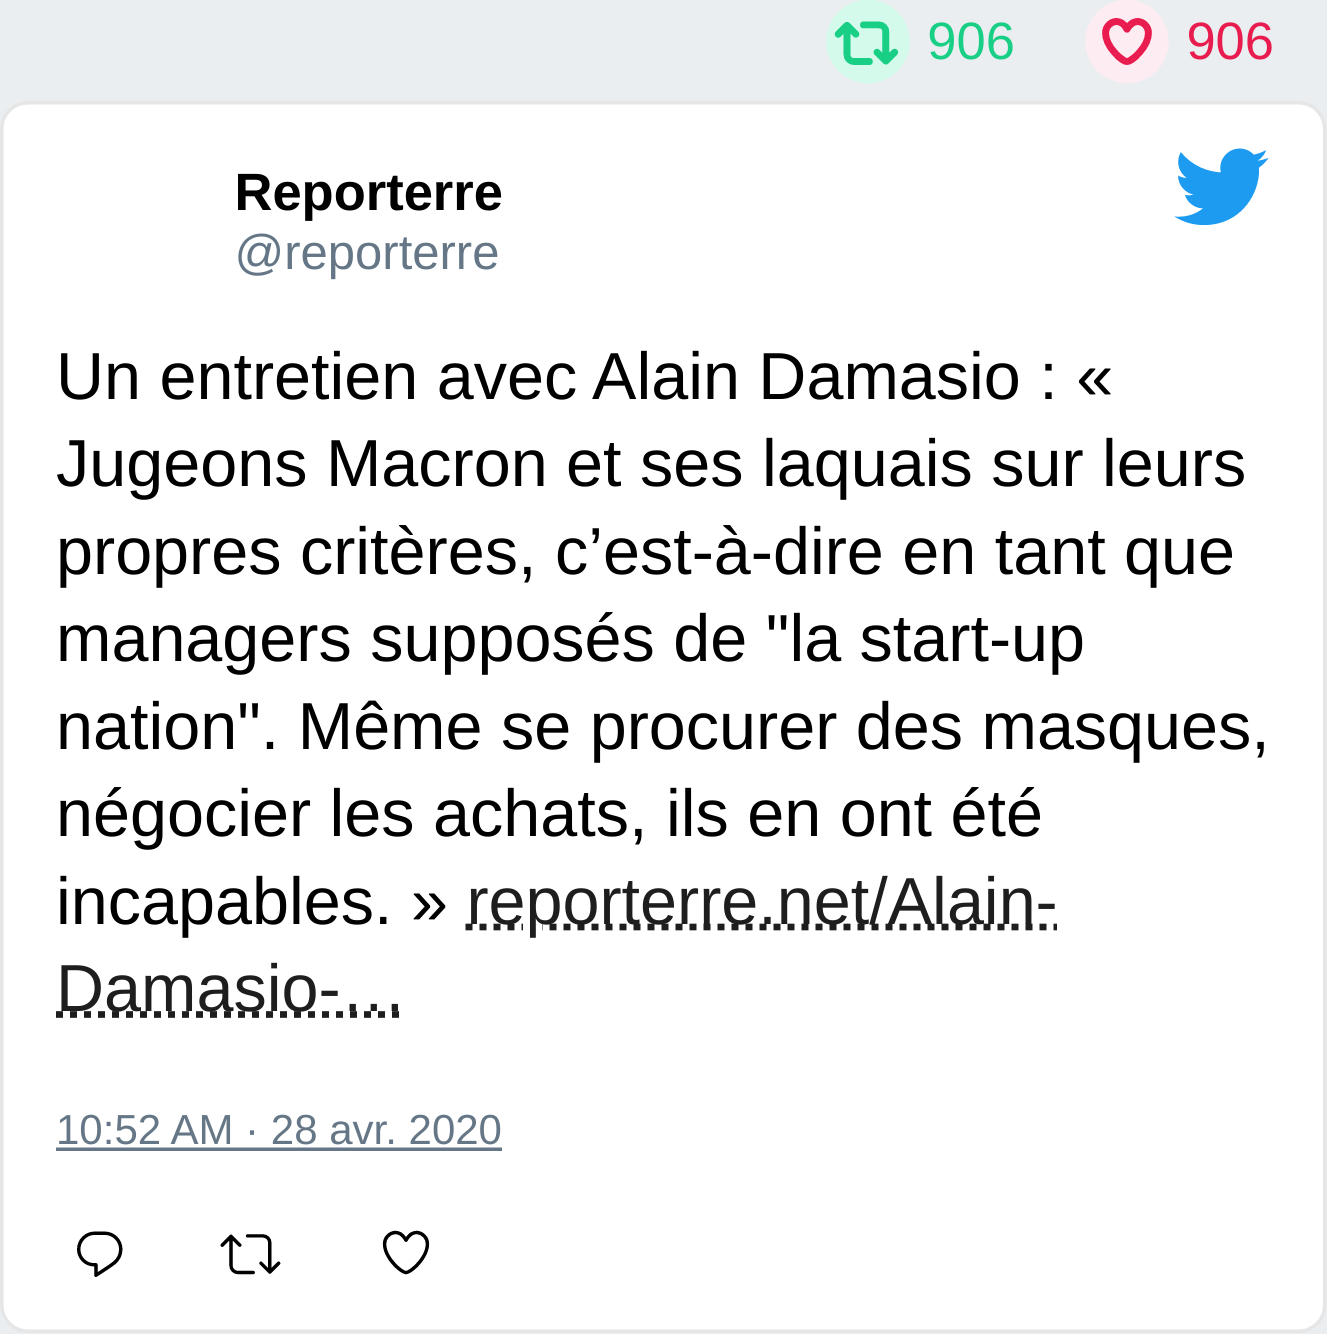 906 906
Reporterre
@reporterre
Un entretien avec Alain Damasio : «
Jugeons Macron et ses laquais sur leurs
propres critères, c’est-à-dire en tant que
managers supposés de "la start-up
nation". Même se procurer des masques,
négocier les achats, ils en ont été
incapables. » reporterre.net/Alain-
Damasio-…
10:52 AM · 28 avr. 2020